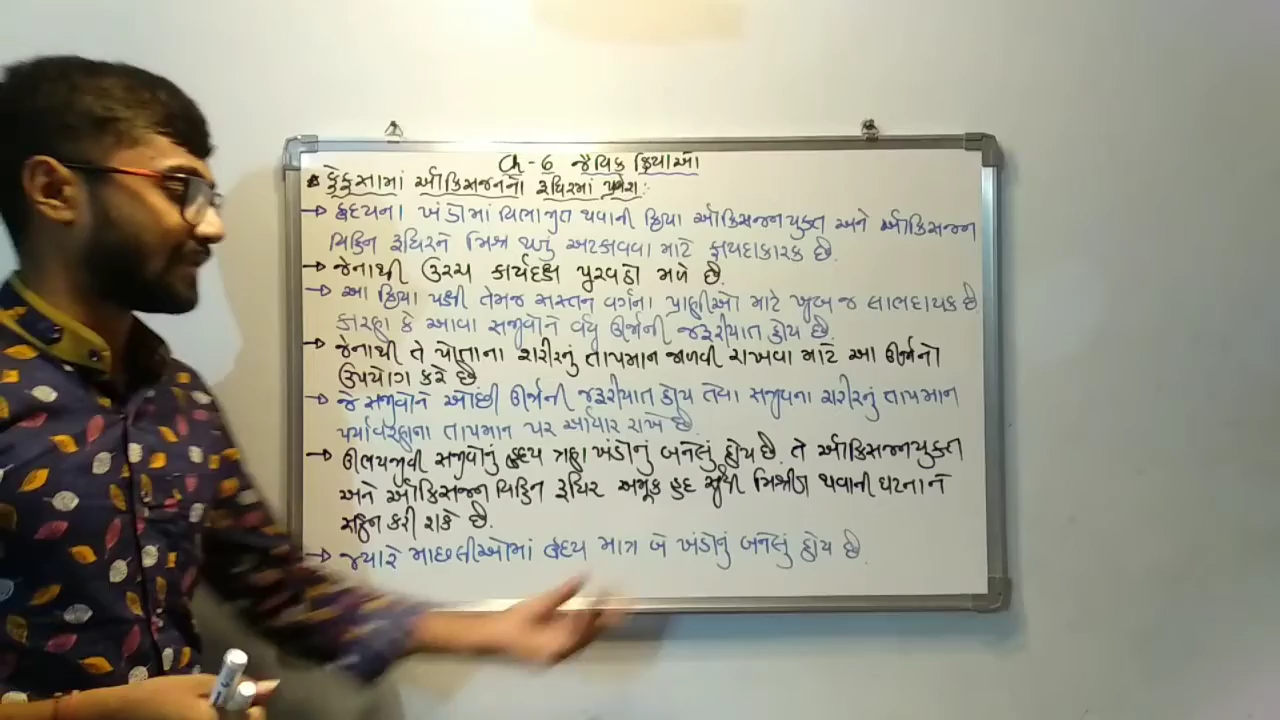 Ch - 6 જૈવિક ક્રિયાઓ
* ફેફસામાં ઓક્સિજનનો રૂધિરમાં પ્રવેશ :-
→ હૃદયના ખંડોમાં વિભાજીત થવાની ક્રિયા ઓક્સિજનયુક્ત અને ઓક્સિજન
વિહિન રૂધિરને મિશ્ર થતું અટકાવવા માટે ફાયદાકારક છે.
→ જેનાથી ઉચ્ચ કાર્યદક્ષ પૂરવઠો મળે છે.
→ આ ક્રિયા પક્ષી તેમજ સસ્તન વર્ગના પ્રાણીઓ માટે ખુબ જ લાભદાયક છે
કારણ કે આવા સજીવોને વધુ ઊર્જાની જરૂરીયાત હોય છે.
→ જેનાથી તે પોતાના શરીરનું તાપમાન જાળવી રાખવા માટે આ ઊર્જાનો
ઉપયોગ કરે છે.
→ જે સજીવોને ઓછી ઊર્જાની જરૂરીયાત હોય તેવા સજીવના શરીરનું તાપમાન
પર્યાવરણના તાપમાન પર આધાર રાખે છે.
→ ઊભયજીવી સજીવોનું હૃદય ત્રણ ખંડોનું બનેલું હોય છે. તે ઓક્સિજનયુક્ત
અને ઓક્સિજન વિહિન રૂધિર અમૂક હદ સુધી મિશ્રીત થવાની ઘટનાને
સહન કરી શકે છે.
→ જ્યારે માછલીઓમાં હૃદય માત્ર બે ખંડોનું બનેલું હોય છે.